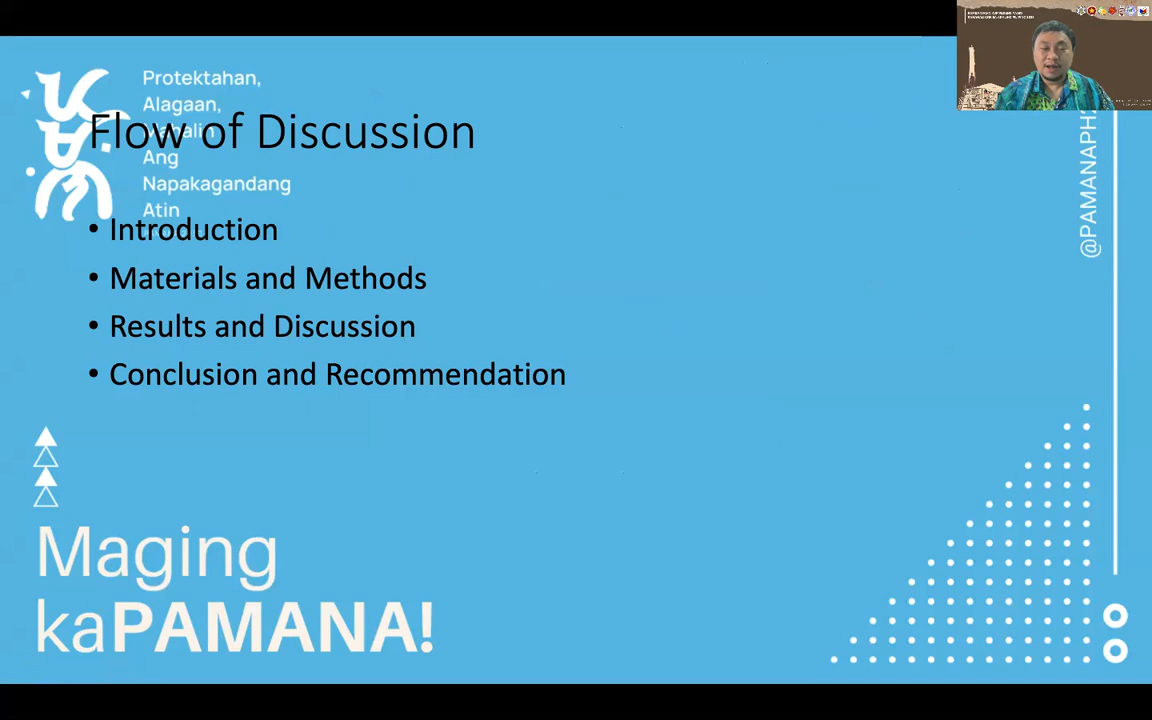 Protektahan,
Alagaan,
Mahalin
Flow of Discussion
Ang
Napakagandang
Atin
• Introduction
• Materials and Methods
• Results and Discussion
• Conclusion and Recommendation
Maging
kaPAMANA!